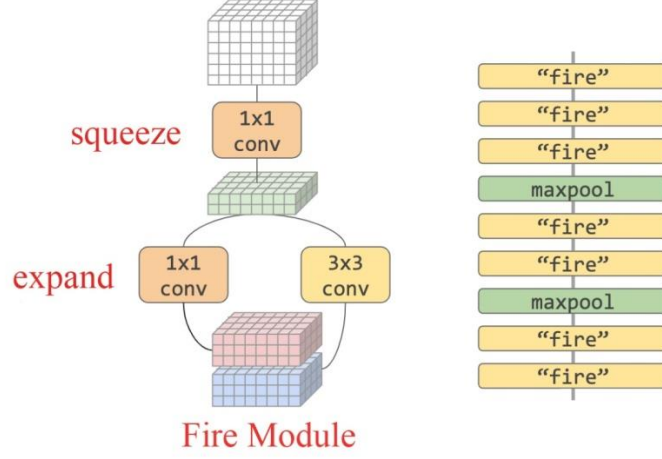 squeeze
1x1
conv
expand
1x1
conv
3x3
conv
Fire Module
“fire”
“fire”
“fire”
maxpool
“fire”
“fire”
maxpool
“fire”
“fire”